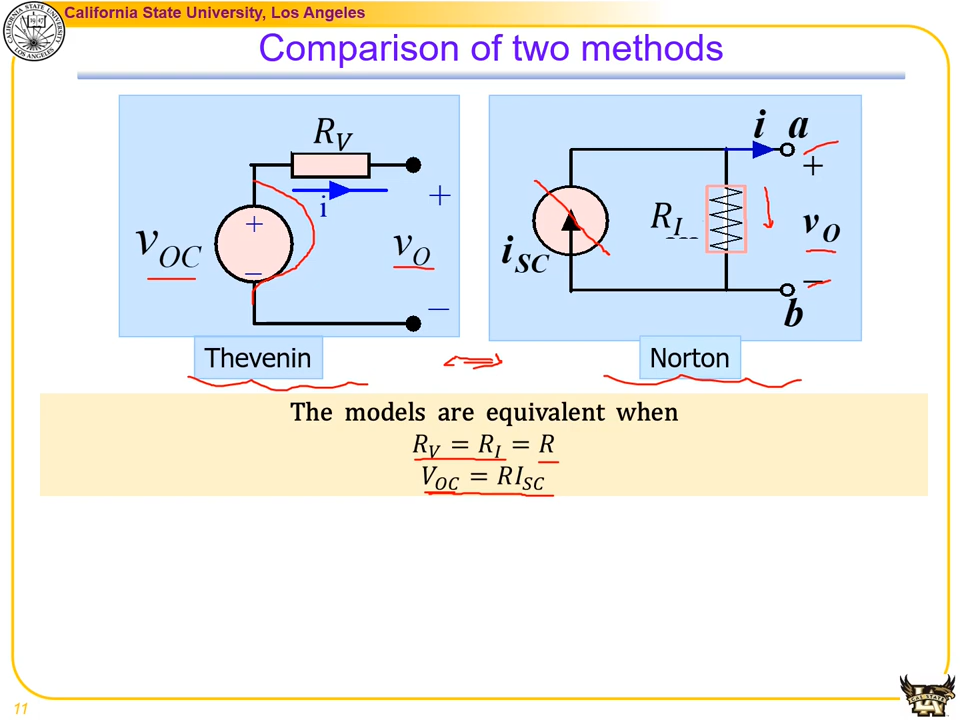 California State University, Los Angeles
Comparison of two methods
R_V
i
+
+
−
v_OC
v_O
−
i a
+
R_I
i_SC
v_O
−
b
Thevenin
Norton
The models are equivalent when
R_V = R_I = R
V_OC = RI_SC
11